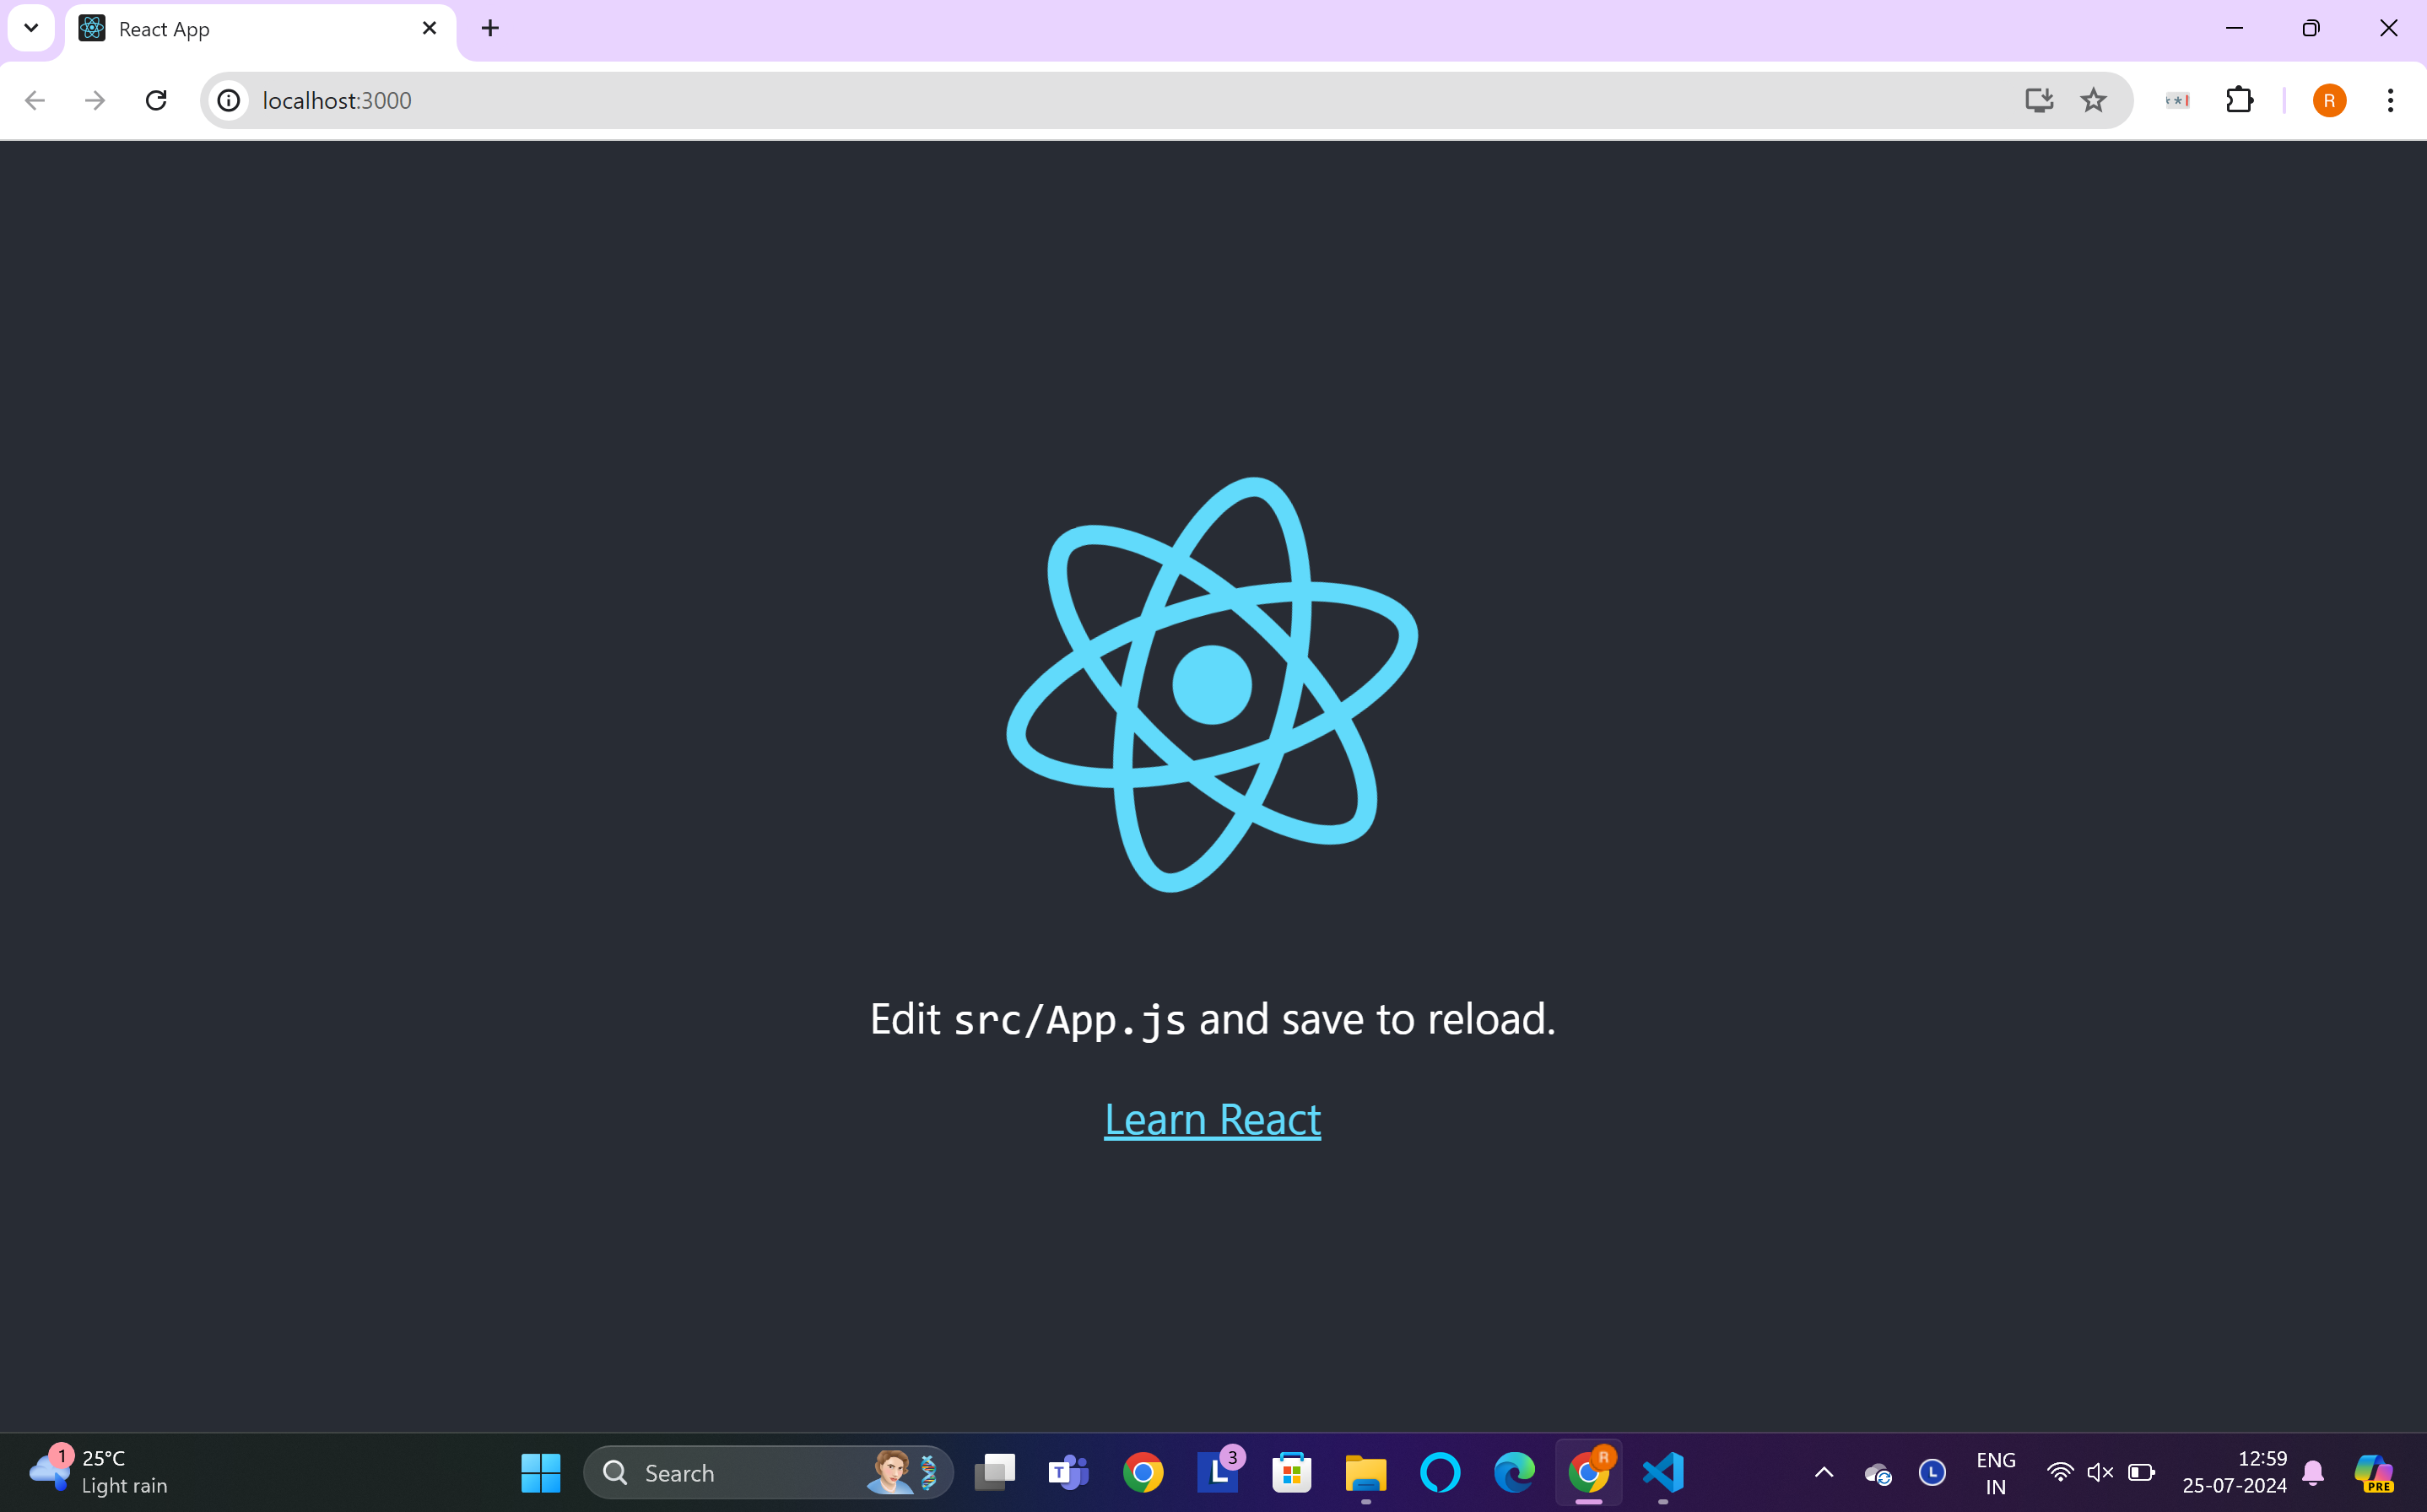 React App
localhost:3000
R
Edit src/App.js and save to reload.
Learn React
1
25°C
Light rain
Search
T
L
3
R
L
ENG
IN
12:59
25-07-2024
PRE